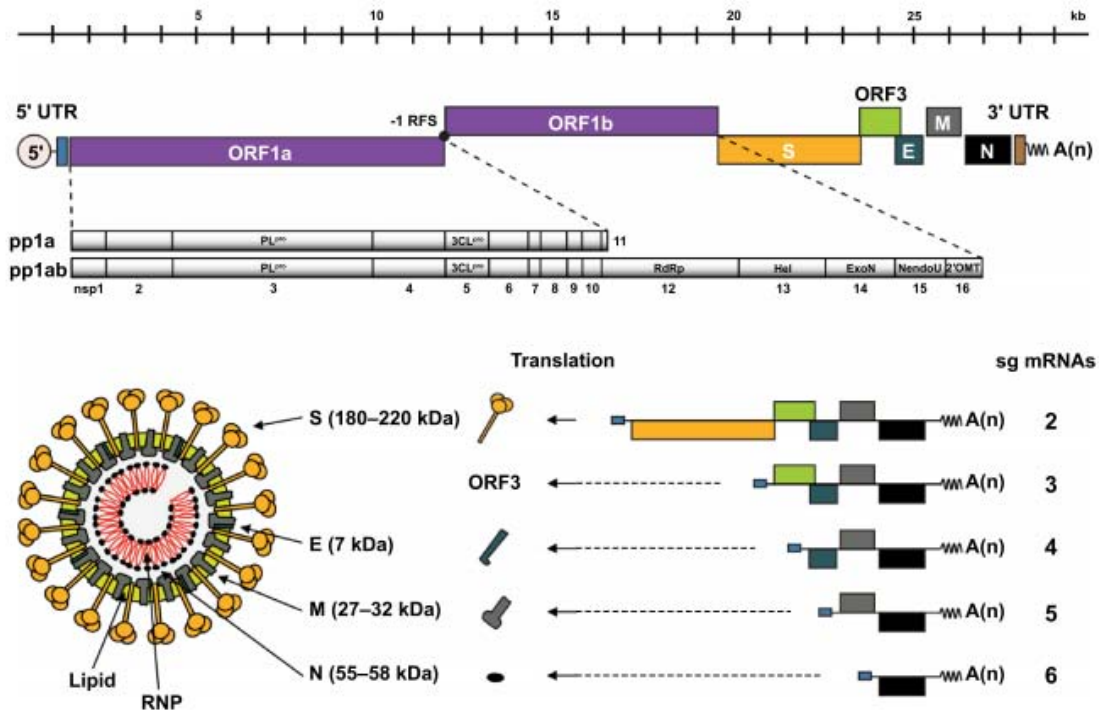 5 10 15 20 25 kb
5' UTR -1 RFS ORF1b ORF3 M 3' UTR
5' ORF1a S E N A(n)
pp1a PLpro 3CLpro 11
pp1ab PLpro 3CLpro RdRp Hel ExoN NendoU 2'OMT
nsp1 2 3 4 5 6 7 8 9 10 12 13 14 15 16
Translation sg mRNAs
S (180–220 kDa) A(n) 2
ORF3 A(n) 3
E (7 kDa) A(n) 4
M (27–32 kDa) A(n) 5
N (55–58 kDa) A(n) 6
Lipid
RNP